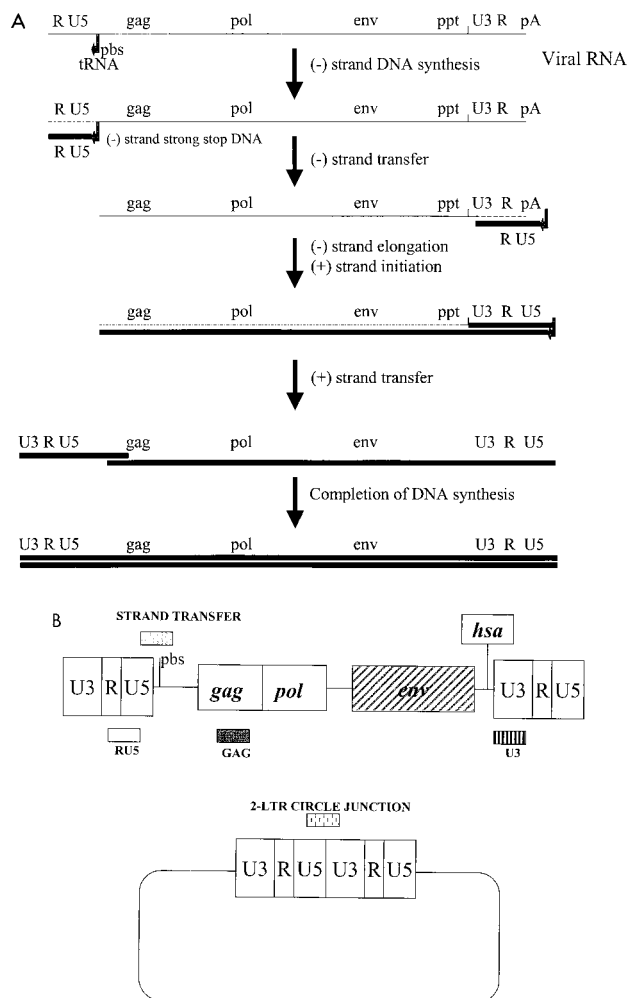 A
R U5 gag pol env ppt U3 R pA
pbs
tRNA
(-) strand DNA synthesis
Viral RNA
R U5 gag pol env ppt U3 R pA
R U5
(-) strand strong stop DNA
(-) strand transfer
gag pol env ppt U3 R pA
R U5
(-) strand elongation
(+) strand initiation
gag pol env ppt U3 R U5
(+) strand transfer
U3 R U5 gag pol env U3 R U5
Completion of DNA synthesis
U3 R U5 gag pol env U3 R U5
B
STRAND TRANSFER
hsa
pbs
U3 R U5 gag pol env U3 R U5
RU5 GAG U3
2-LTR CIRCLE JUNCTION
U3 R U5 U3 R U5